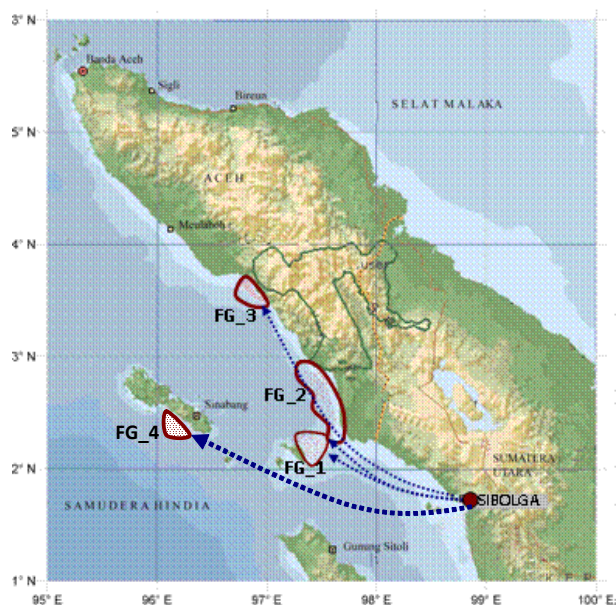 3° N
Banda Aceh
Sigli
Bireun
SELAT MALAKA
5° N
ACEH
Meulaboh
4° N
FG_3
3° N
FG_2
Sinabang
FG_4
FG_1
2° N
SUMATERA
UTARA
SIBOLGA
SAMUDERA HINDIA
Gunung Sitoli
1° N
95° E
96° E
97° E
98° E
99° E
100° E